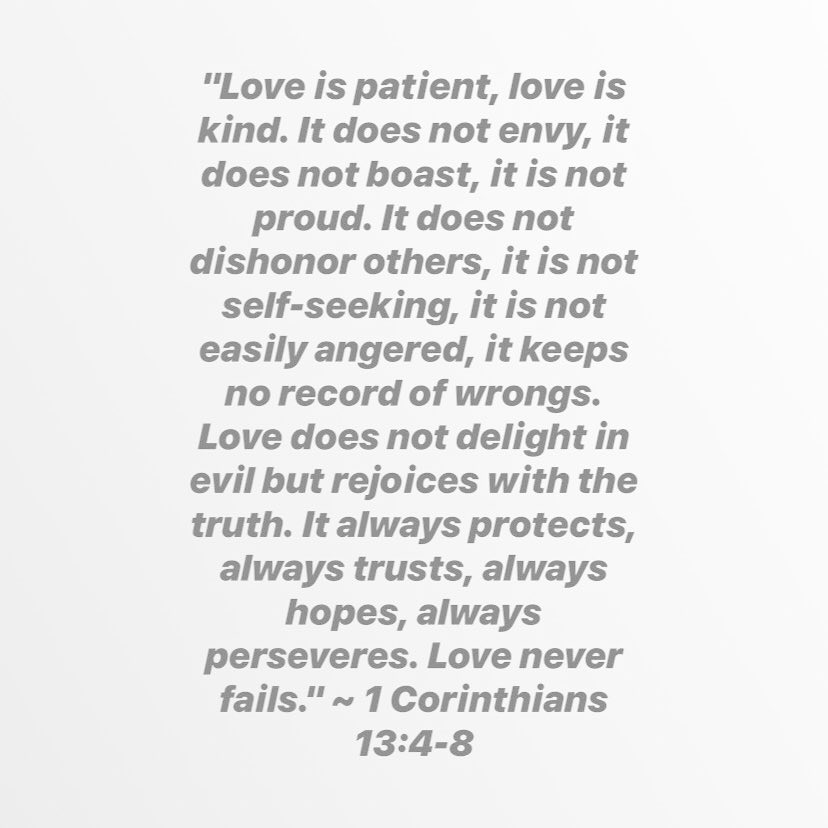 "Love is patient, love is
kind. It does not envy, it
does not boast, it is not
proud. It does not
dishonor others, it is not
self-seeking, it is not
easily angered, it keeps
no record of wrongs.
Love does not delight in
evil but rejoices with the
truth. It always protects,
always trusts, always
hopes, always
perseveres. Love never
fails." ~ 1 Corinthians
13:4-8